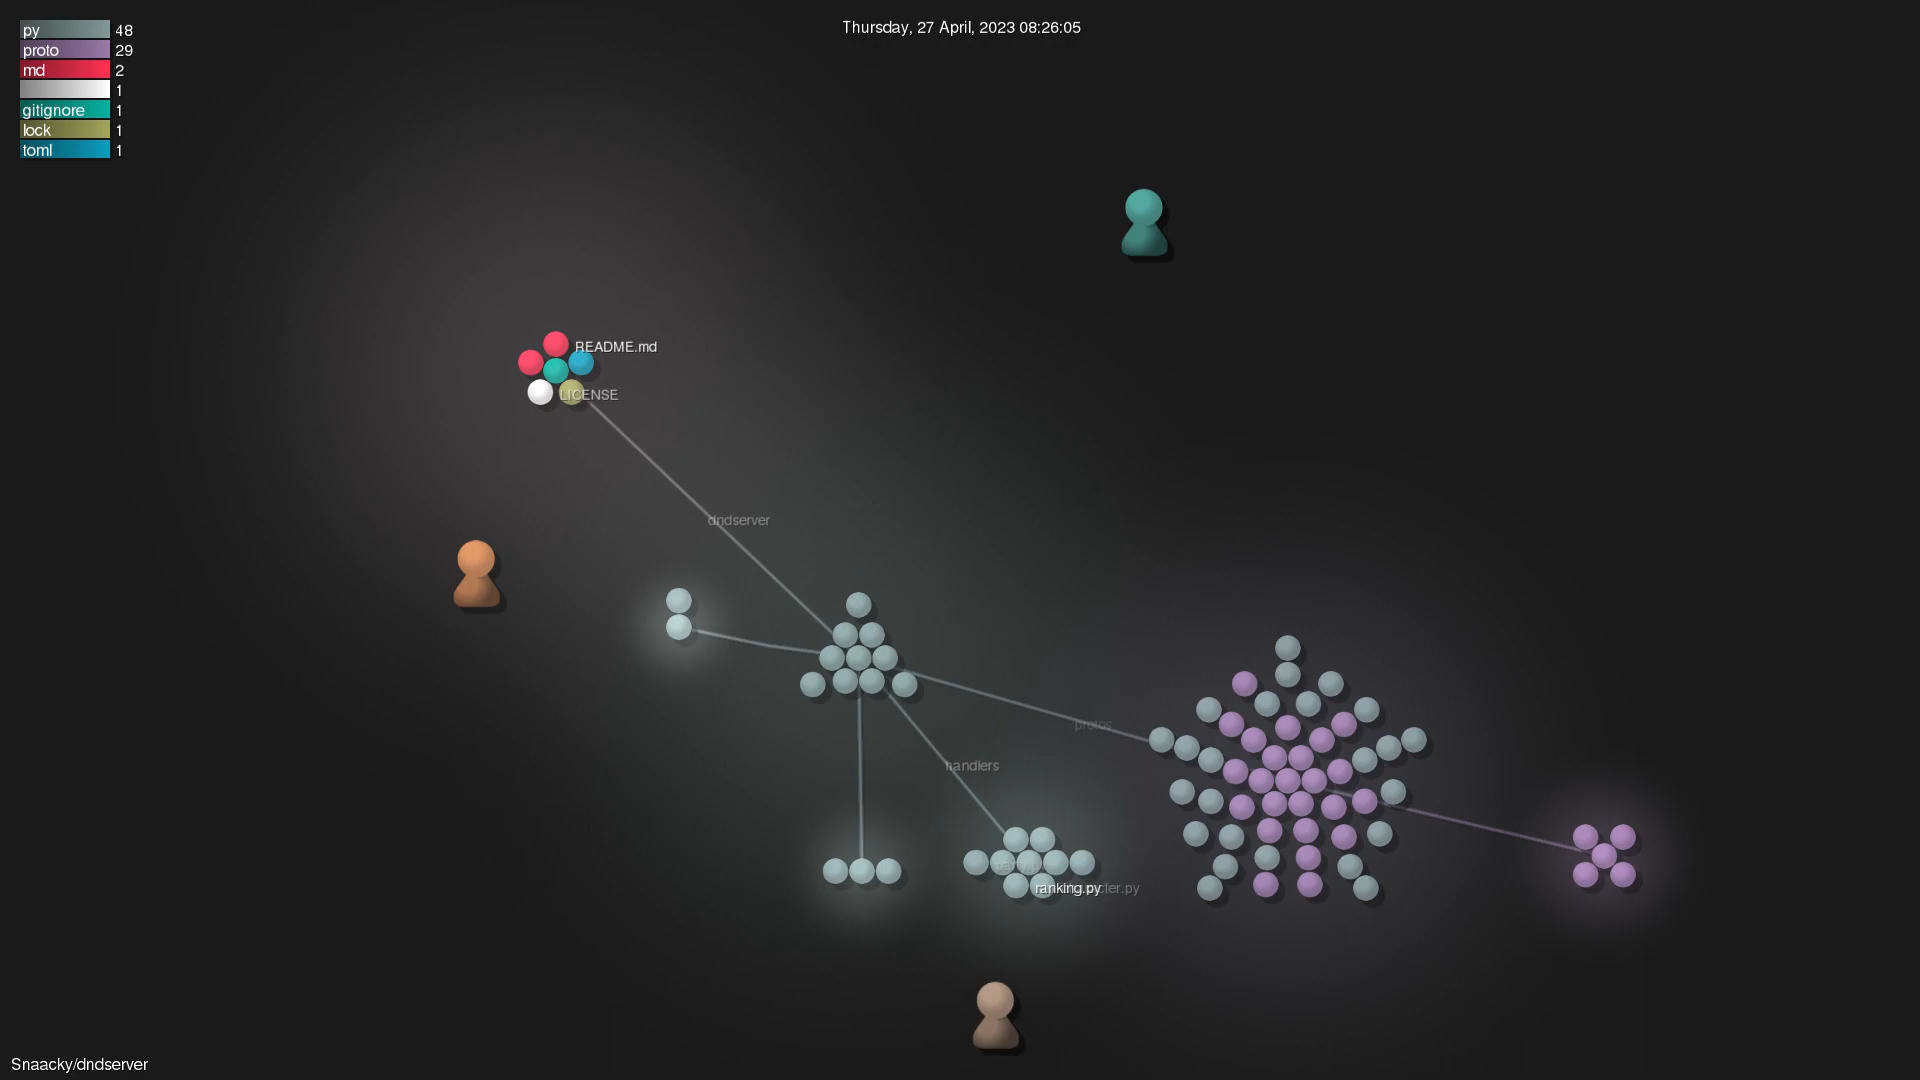 Thursday, 27 April, 2023 08:26:05
py 48
proto 29
md 2
1
gitignore 1
lock 1
toml 1
README.md
LICENSE
dndserver
protos
handlers
ranking.py
Snaacky/dndserver